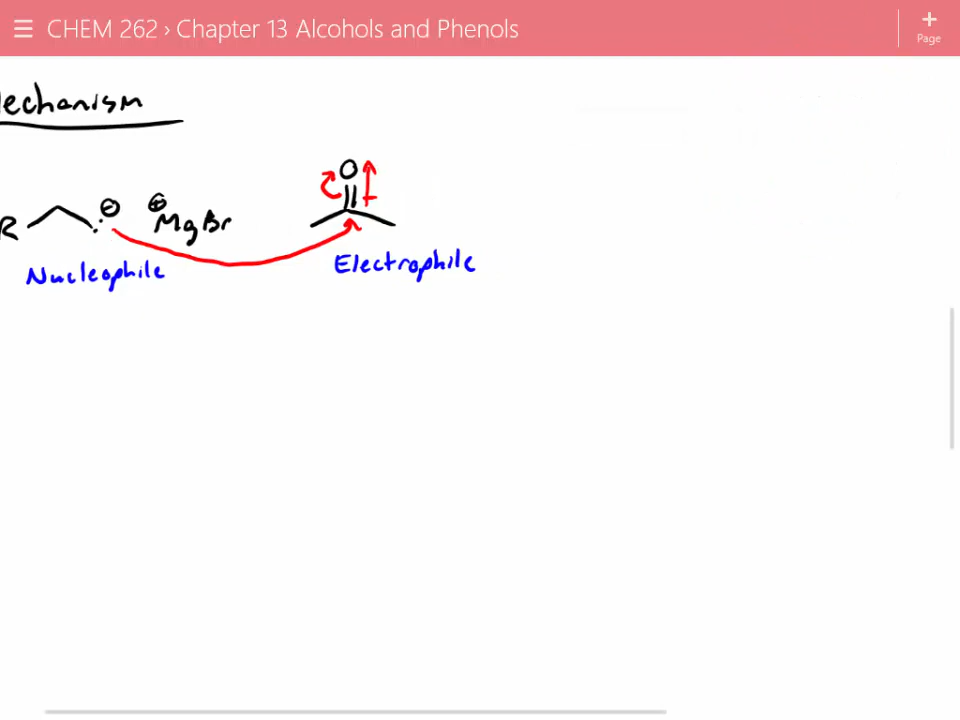 CHEM 262 › Chapter 13 Alcohols and Phenols
+
Page
echanism
O
R ⊖ ⊕ MgBr
Nucleophile Electrophile